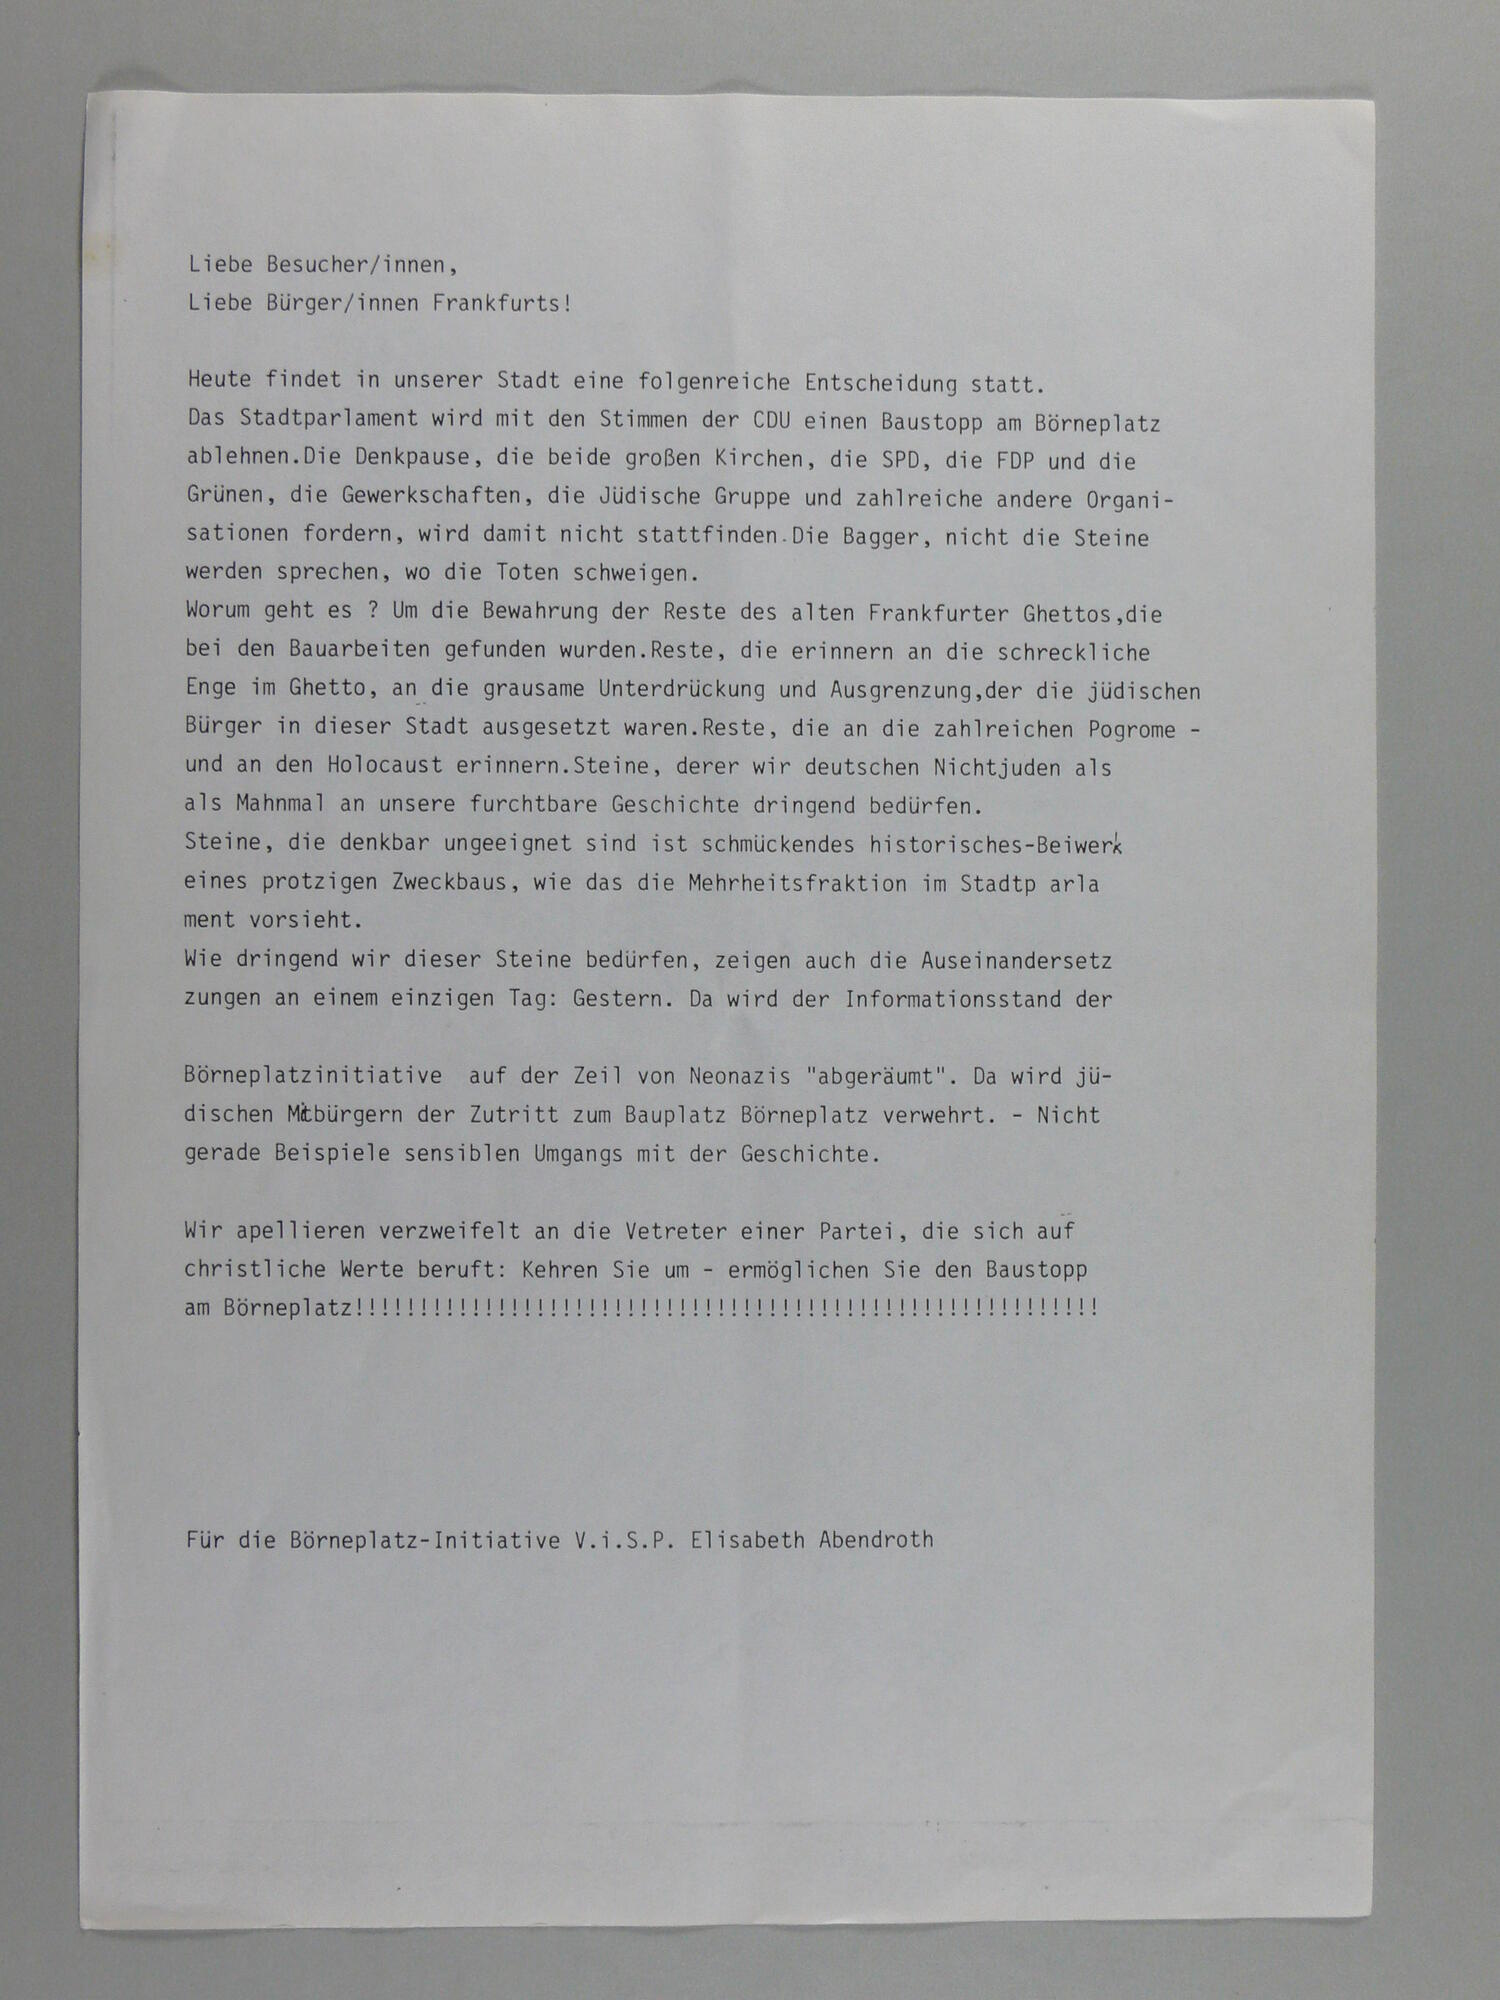 Liebe Besucher/innen,
Liebe Bürger/innen Frankfurts!
Heute findet in unserer Stadt eine folgenreiche Entscheidung statt.
Das Stadtparlament wird mit den Stimmen der CDU einen Baustopp am Börneplatz
ablehnen.Die Denkpause, die beide großen Kirchen, die SPD, die FDP und die
Grünen, die Gewerkschaften, die Jüdische Gruppe und zahlreiche andere Organi-
sationen fordern, wird damit nicht stattfinden.Die Bagger, nicht die Steine
werden sprechen, wo die Toten schweigen.
Worum geht es ? Um die Bewahrung der Reste des alten Frankfurter Ghettos,die
bei den Bauarbeiten gefunden wurden.Reste, die erinnern an die schreckliche
Enge im Ghetto, an die grausame Unterdrückung und Ausgrenzung,der die jüdischen
Bürger in dieser Stadt ausgesetzt waren.Reste, die an die zahlreichen Pogrome -
und an den Holocaust erinnern.Steine, derer wir deutschen Nichtjuden als
als Mahnmal an unsere furchtbare Geschichte dringend bedürfen.
Steine, die denkbar ungeeignet sind ist schmückendes historisches-Beiwerk
eines protzigen Zweckbaus, wie das die Mehrheitsfraktion im Stadtp arla
ment vorsieht.
Wie dringend wir dieser Steine bedürfen, zeigen auch die Auseinandersetz
zungen an einem einzigen Tag: Gestern. Da wird der Informationsstand der
Börneplatzinitiative  auf der Zeil von Neonazis "abgeräumt". Da wird jü-
dischen Mitbürgern der Zutritt zum Bauplatz Börneplatz verwehrt. - Nicht
gerade Beispiele sensiblen Umgangs mit der Geschichte.
Wir apellieren verzweifelt an die Vetreter einer Partei, die sich auf
christliche Werte beruft: Kehren Sie um - ermöglichen Sie den Baustopp
am Börneplatz!!!!!!!!!!!!!!!!!!!!!!!!!!!!!!!!!!!!!!!!!!!!!!!!!!!!!!!!!!
Für die Börneplatz-Initiative V.i.S.P. Elisabeth Abendroth